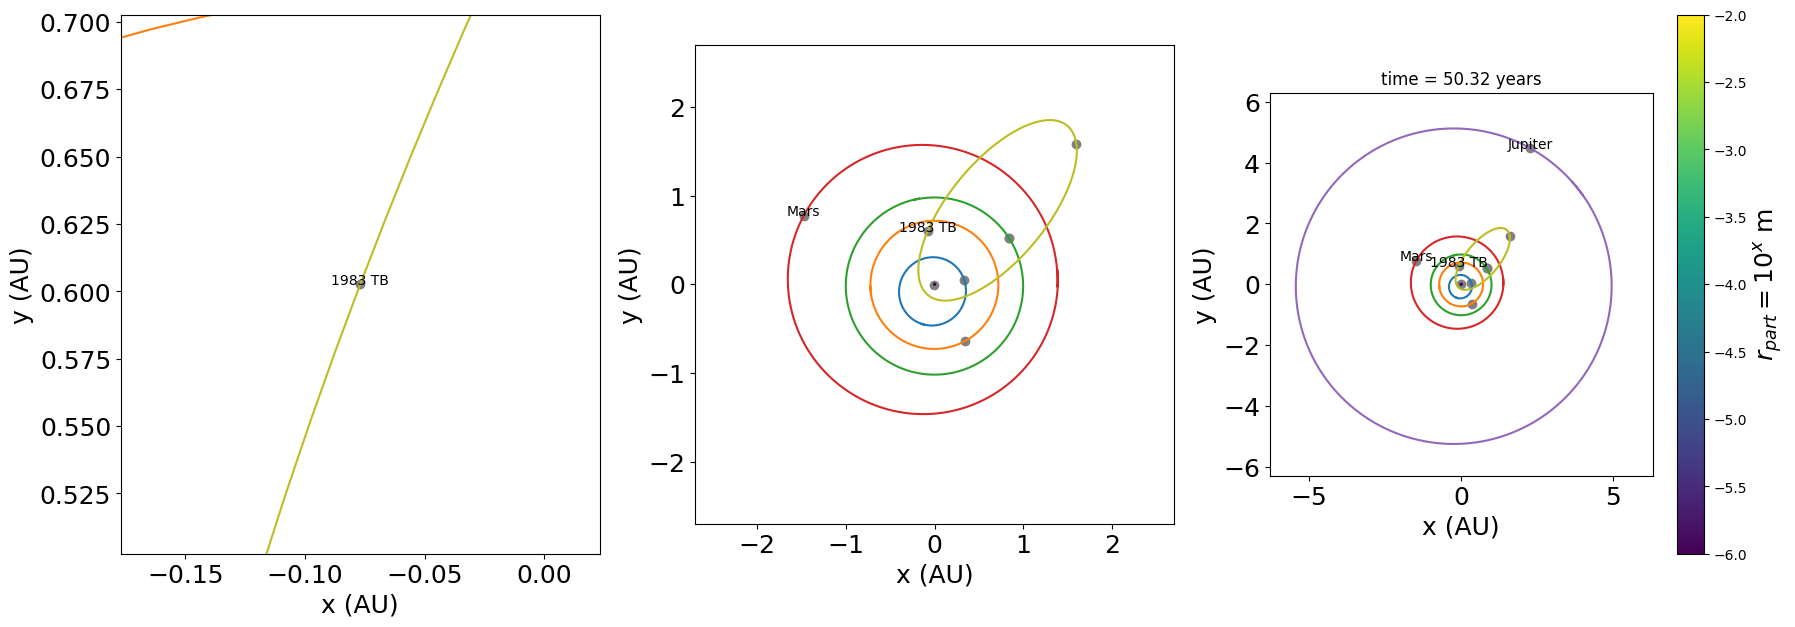 0.700
0.675
0.650
0.625
0.600
0.575
0.550
0.525
y (AU)
−0.15
−0.10
−0.05
0.00
x (AU)
1983 TB
2
1
0
−1
−2
y (AU)
−2
−1
0
1
2
x (AU)
Mars
1983 TB
time = 50.32 years
6
4
2
0
−2
−4
−6
y (AU)
−5
0
5
x (AU)
Jupiter
Mars
1983 TB
−2.0
−2.5
−3.0
−3.5
−4.0
−4.5
−5.0
−5.5
−6.0
r_part = 10^x m